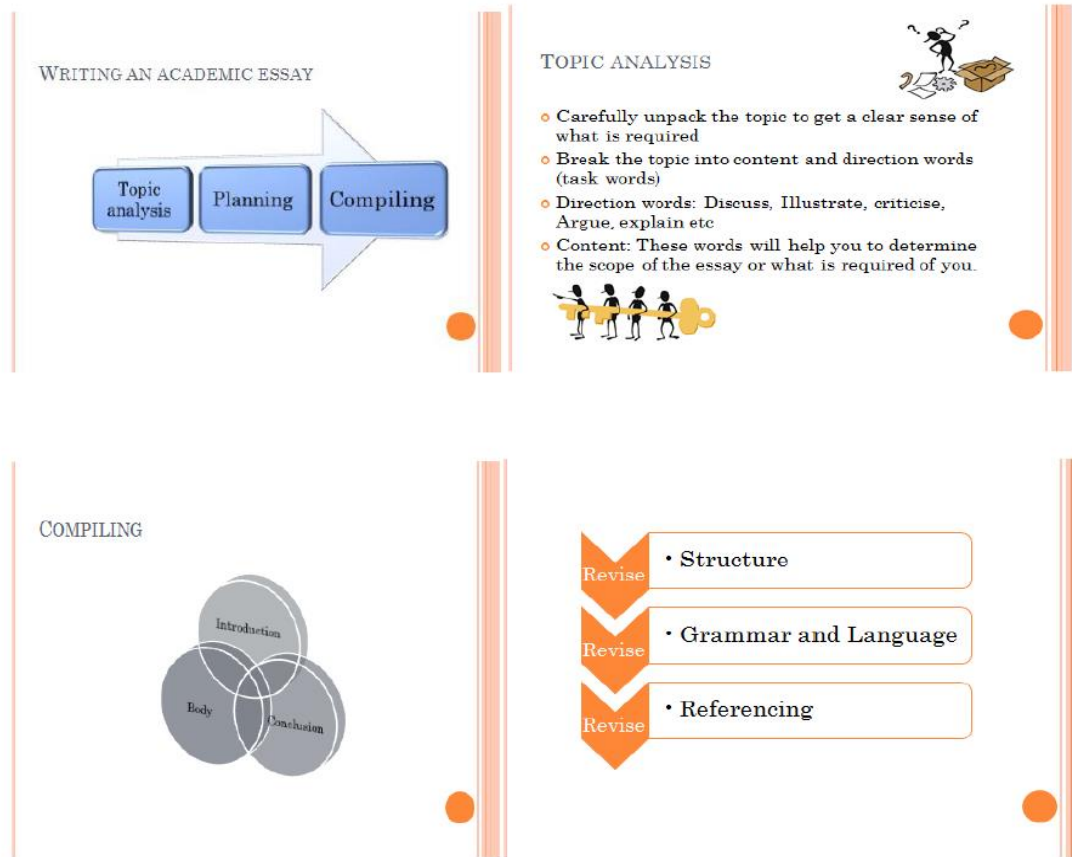 WRITING AN ACADEMIC ESSAY
Topic
analysis
Planning
Compiling
TOPIC ANALYSIS
? ?
Carefully unpack the topic to get a clear sense of
what is required
Break the topic into content and direction words
(task words)
Direction words: Discuss, Illustrate, criticise,
Argue, explain etc
Content: These words will help you to determine
the scope of the essay or what is required of you.
COMPILING
Introduction
Body
Conclusion
Revise
• Structure
Revise
• Grammar and Language
Revise
• Referencing